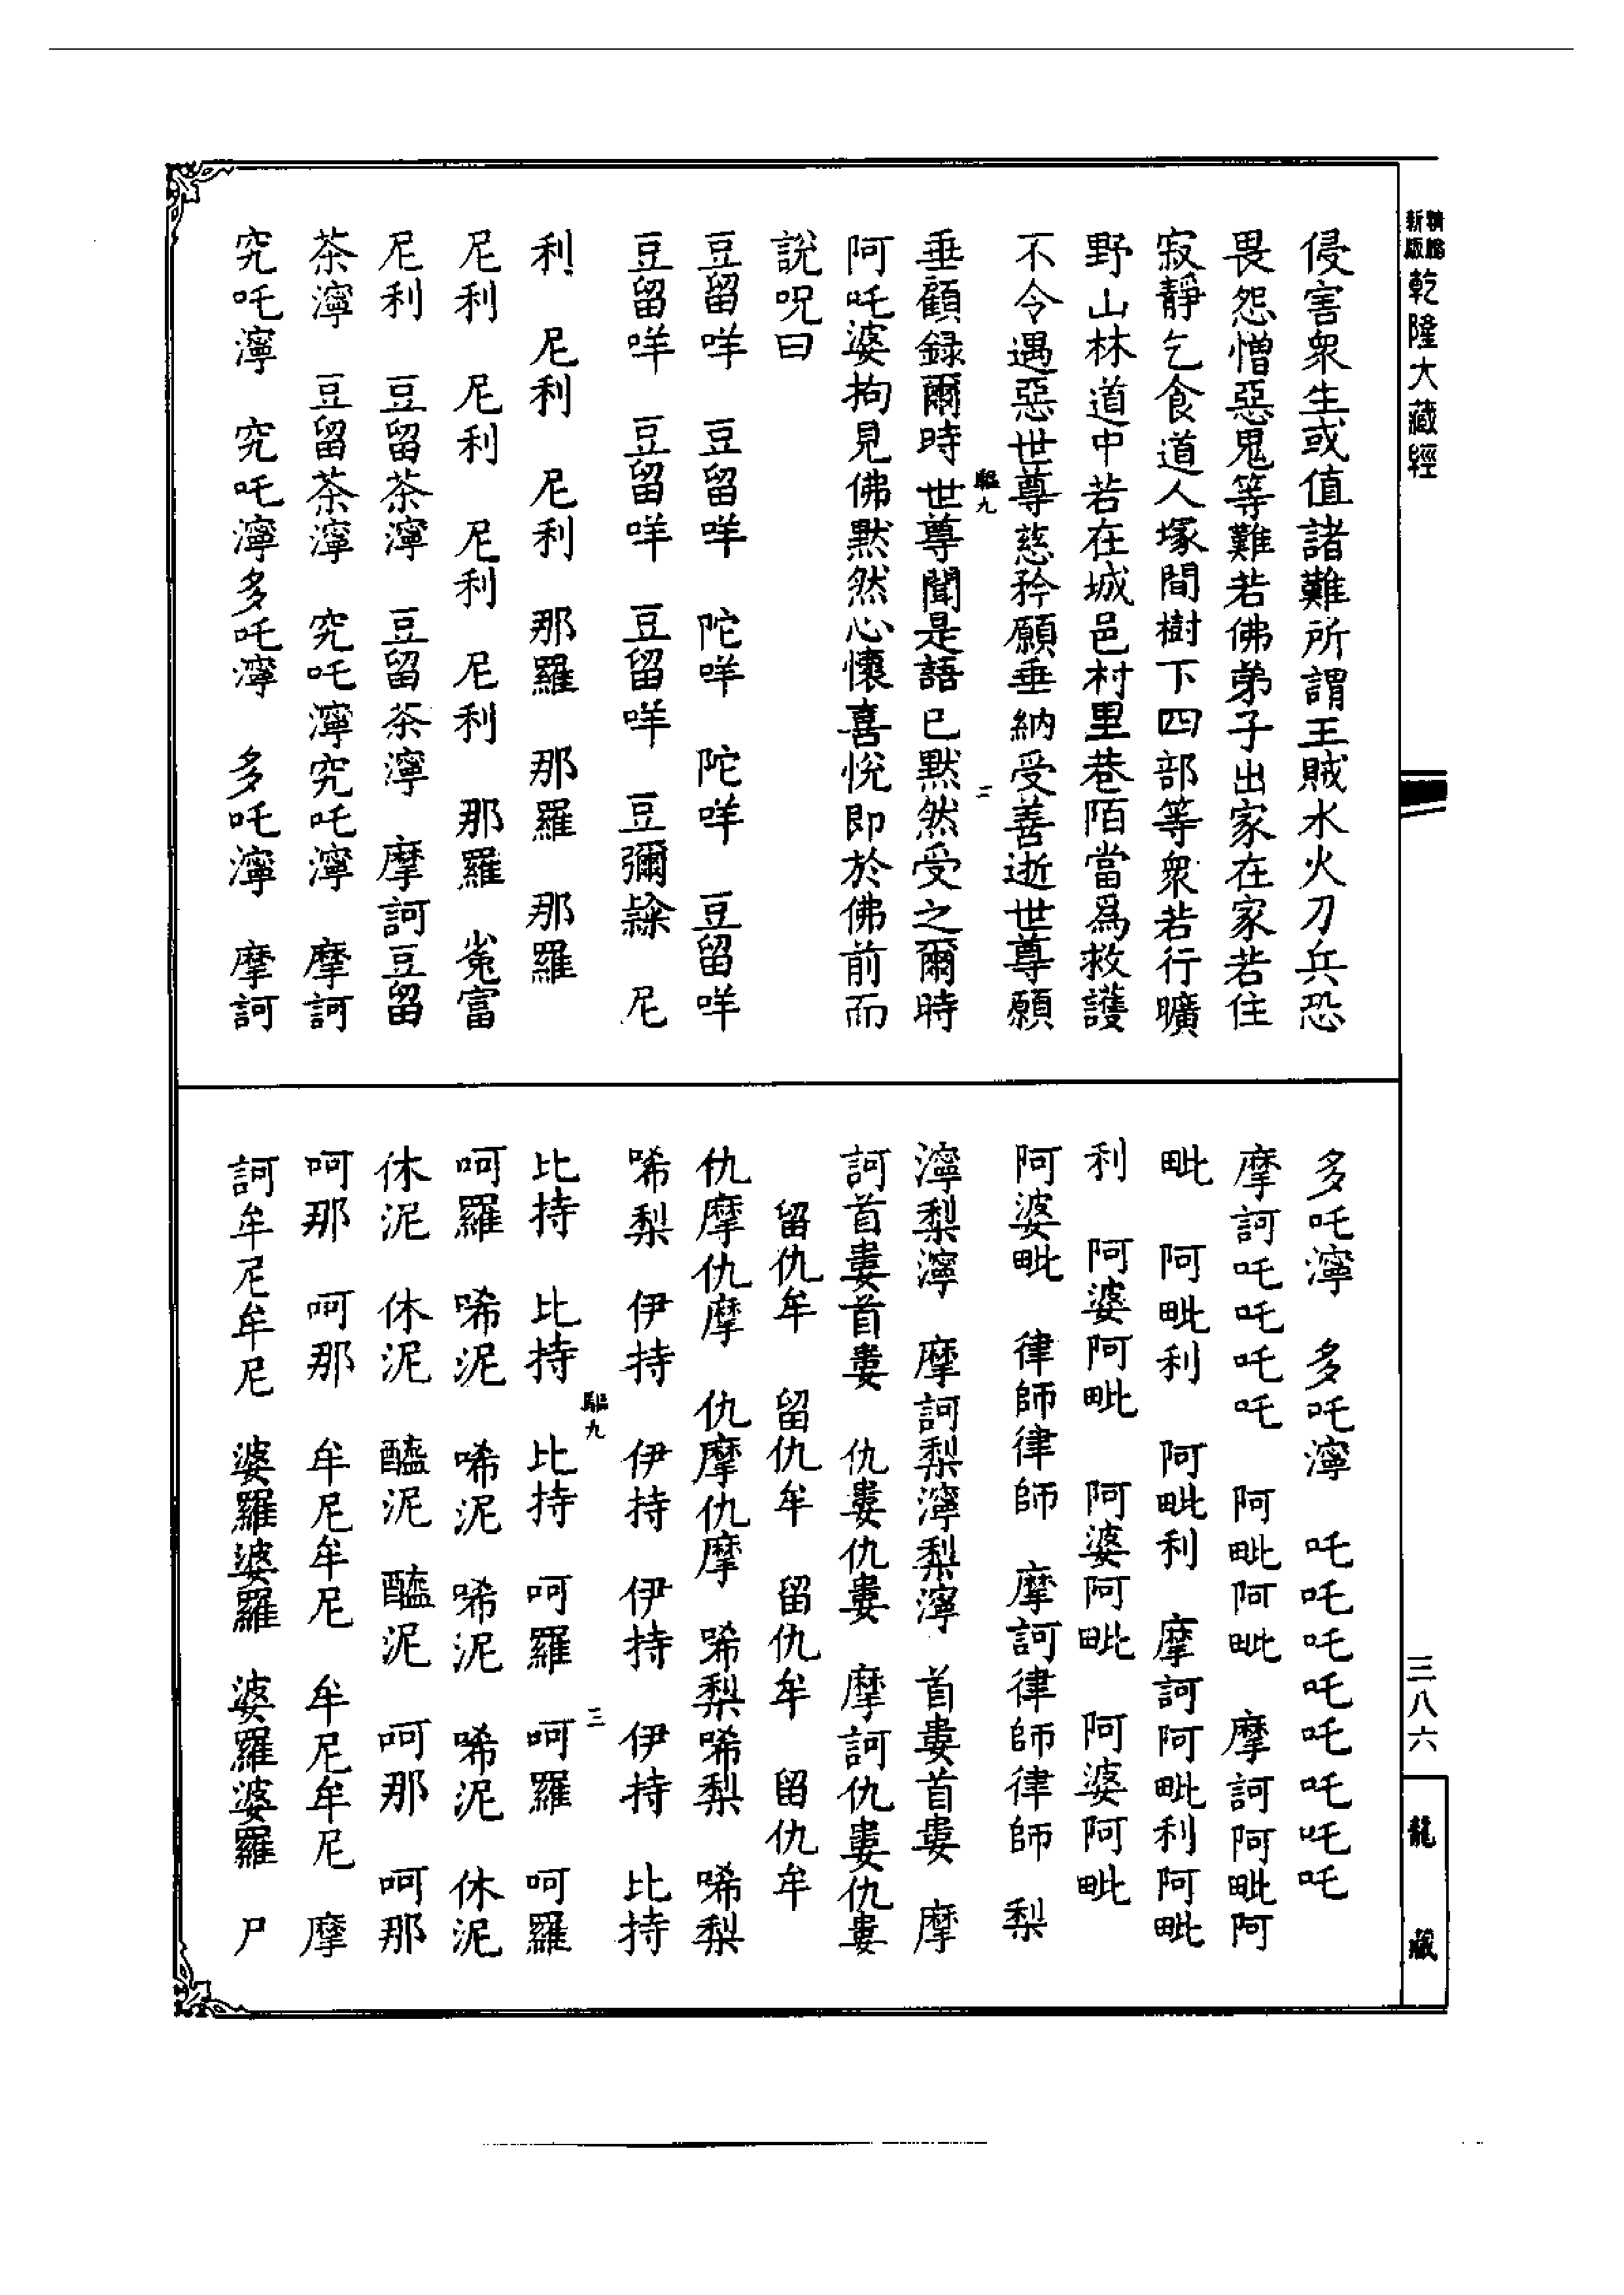 新版精縮
乾隆大藏經
三八六
龍藏
侵害衆生或值諸難所謂王賊水火刀兵恐
畏怨憎惡鬼等難若佛弟子出家在家若住
寂靜乞食道人塚間樹下四部等衆若行曠
野山林道中若在城邑村里巷陌當爲救護
不令遇惡世尊慈矜願垂納受善逝世尊願
驅九 三
垂顧録爾時世尊聞是語已默然受之爾時
阿吒婆拘見佛默然心懷喜悅即於佛前而
說呪曰
豆留咩 豆留咩 陀咩 陀咩 豆留咩
豆留咩 豆留咩 豆留咩 豆彌 尼
利 尼利 尼利 那羅 那羅 那羅
尼利 尼利 尼利 尼利 那羅 富
尼利 豆留茶濘 豆留茶濘 摩訶豆留
茶濘 豆留茶濘 究吒濘究吒濘 摩訶
究吒濘 究吒濘多吒濘 多吒濘 摩訶
多吒濘 多吒濘 吒吒吒吒吒吒吒吒
摩訶吒吒吒吒 阿毗阿毗 摩訶阿毗阿
毗 阿毗利 阿毗利 摩訶阿毗利阿毗
利 阿婆阿毗 阿婆阿毗 阿婆阿毗
阿婆毗 律師律師 摩訶律師律師 梨
濘梨濘 摩訶梨濘梨濘 首婁首婁 摩
訶首婁首婁 仇婁仇婁 摩訶仇婁仇婁
留仇牟 留仇牟 留仇牟 留仇牟
仇摩仇摩 仇摩仇摩 唏梨唏梨 唏梨
唏梨 伊持 伊持 伊持 伊持 比持
驅九 三
比持 比持 比持 呵羅 呵羅 呵羅
呵羅 唏泥 唏泥 唏泥 唏泥 休泥
休泥 休泥 醯泥 醯泥 呵那 呵那
呵那 呵那 牟尼牟尼 牟尼牟尼 摩
訶牟尼牟尼 婆羅婆羅 婆羅婆羅 尸